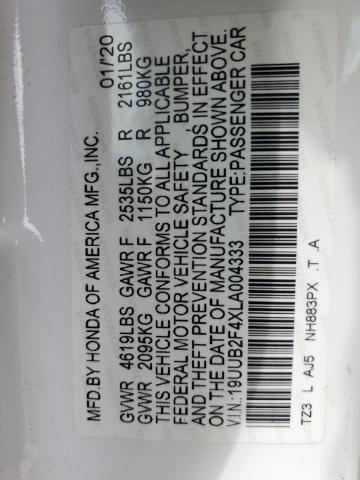 MFD.BY HONDA OF AMERICA MFG.,INC. 01/'20
GVWR 4619LBS GAWR F 2535LBS R 2161LBS
GVWR 2095KG GAWR F 1150KG R 980KG
THIS VEHICLE CONFORMS TO ALL APPLICABLE
FEDERAL MOTOR VEHICLE SAFETY , BUMPER,
AND THEFT PREVENTION STANDARDS IN EFFECT
ON THE DATE OF MANUFACTURE SHOWN ABOVE.
V.I.N.:19UUB2F4XLA004333 TYPE:PASSENGER CAR
TZ3 L AJ5 NH883PX .T .A